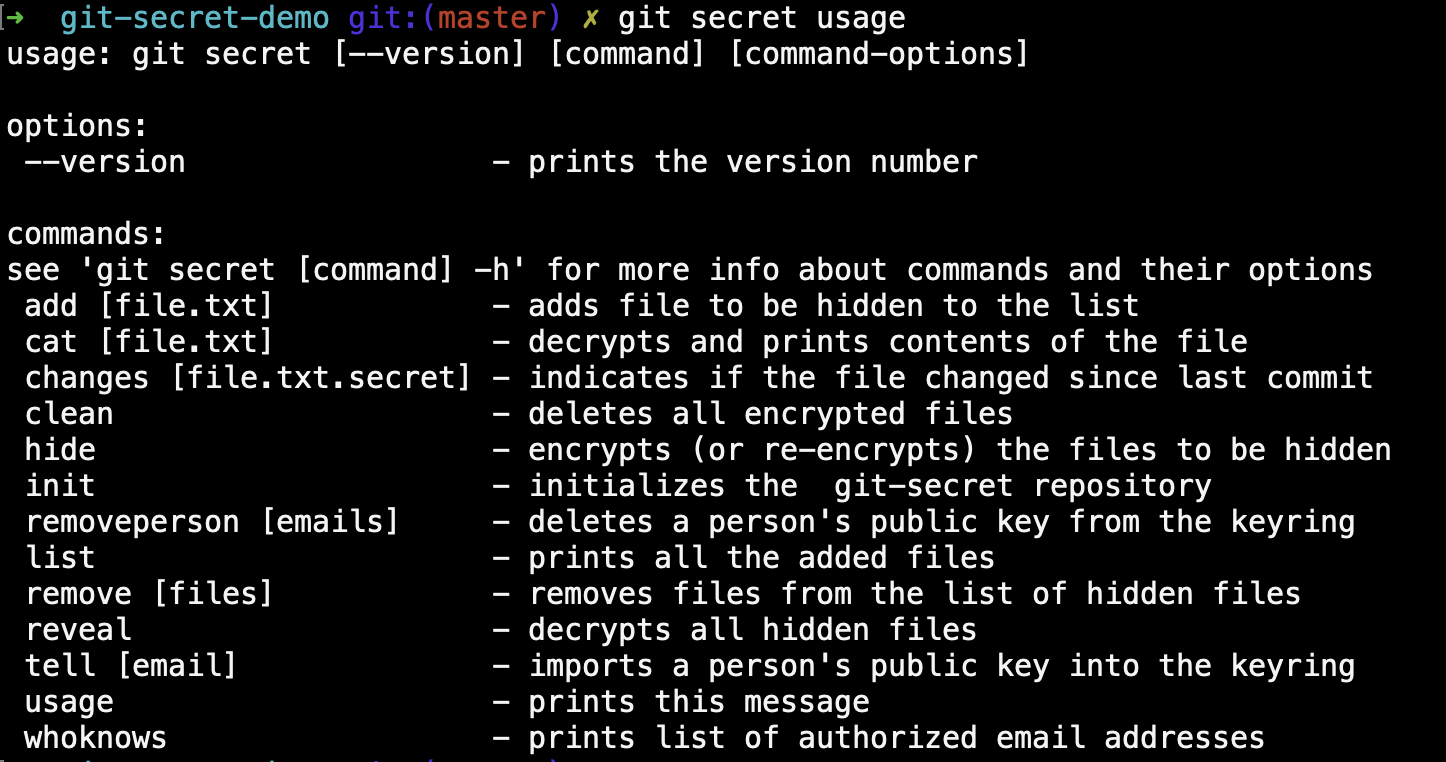 ➜  git-secret-demo git:(master) ✗ git secret usage
usage: git secret [--version] [command] [command-options]

options:
 --version                 - prints the version number

commands:
see 'git secret [command] -h' for more info about commands and their options
 add [file.txt]            - adds file to be hidden to the list
 cat [file.txt]            - decrypts and prints contents of the file
 changes [file.txt.secret] - indicates if the file changed since last commit
 clean                     - deletes all encrypted files
 hide                      - encrypts (or re-encrypts) the files to be hidden
 init                      - initializes the  git-secret repository
 removeperson [emails]     - deletes a person's public key from the keyring
 list                      - prints all the added files
 remove [files]            - removes files from the list of hidden files
 reveal                    - decrypts all hidden files
 tell [email]              - imports a person's public key into the keyring
 usage                     - prints this message
 whoknows                  - prints list of authorized email addresses